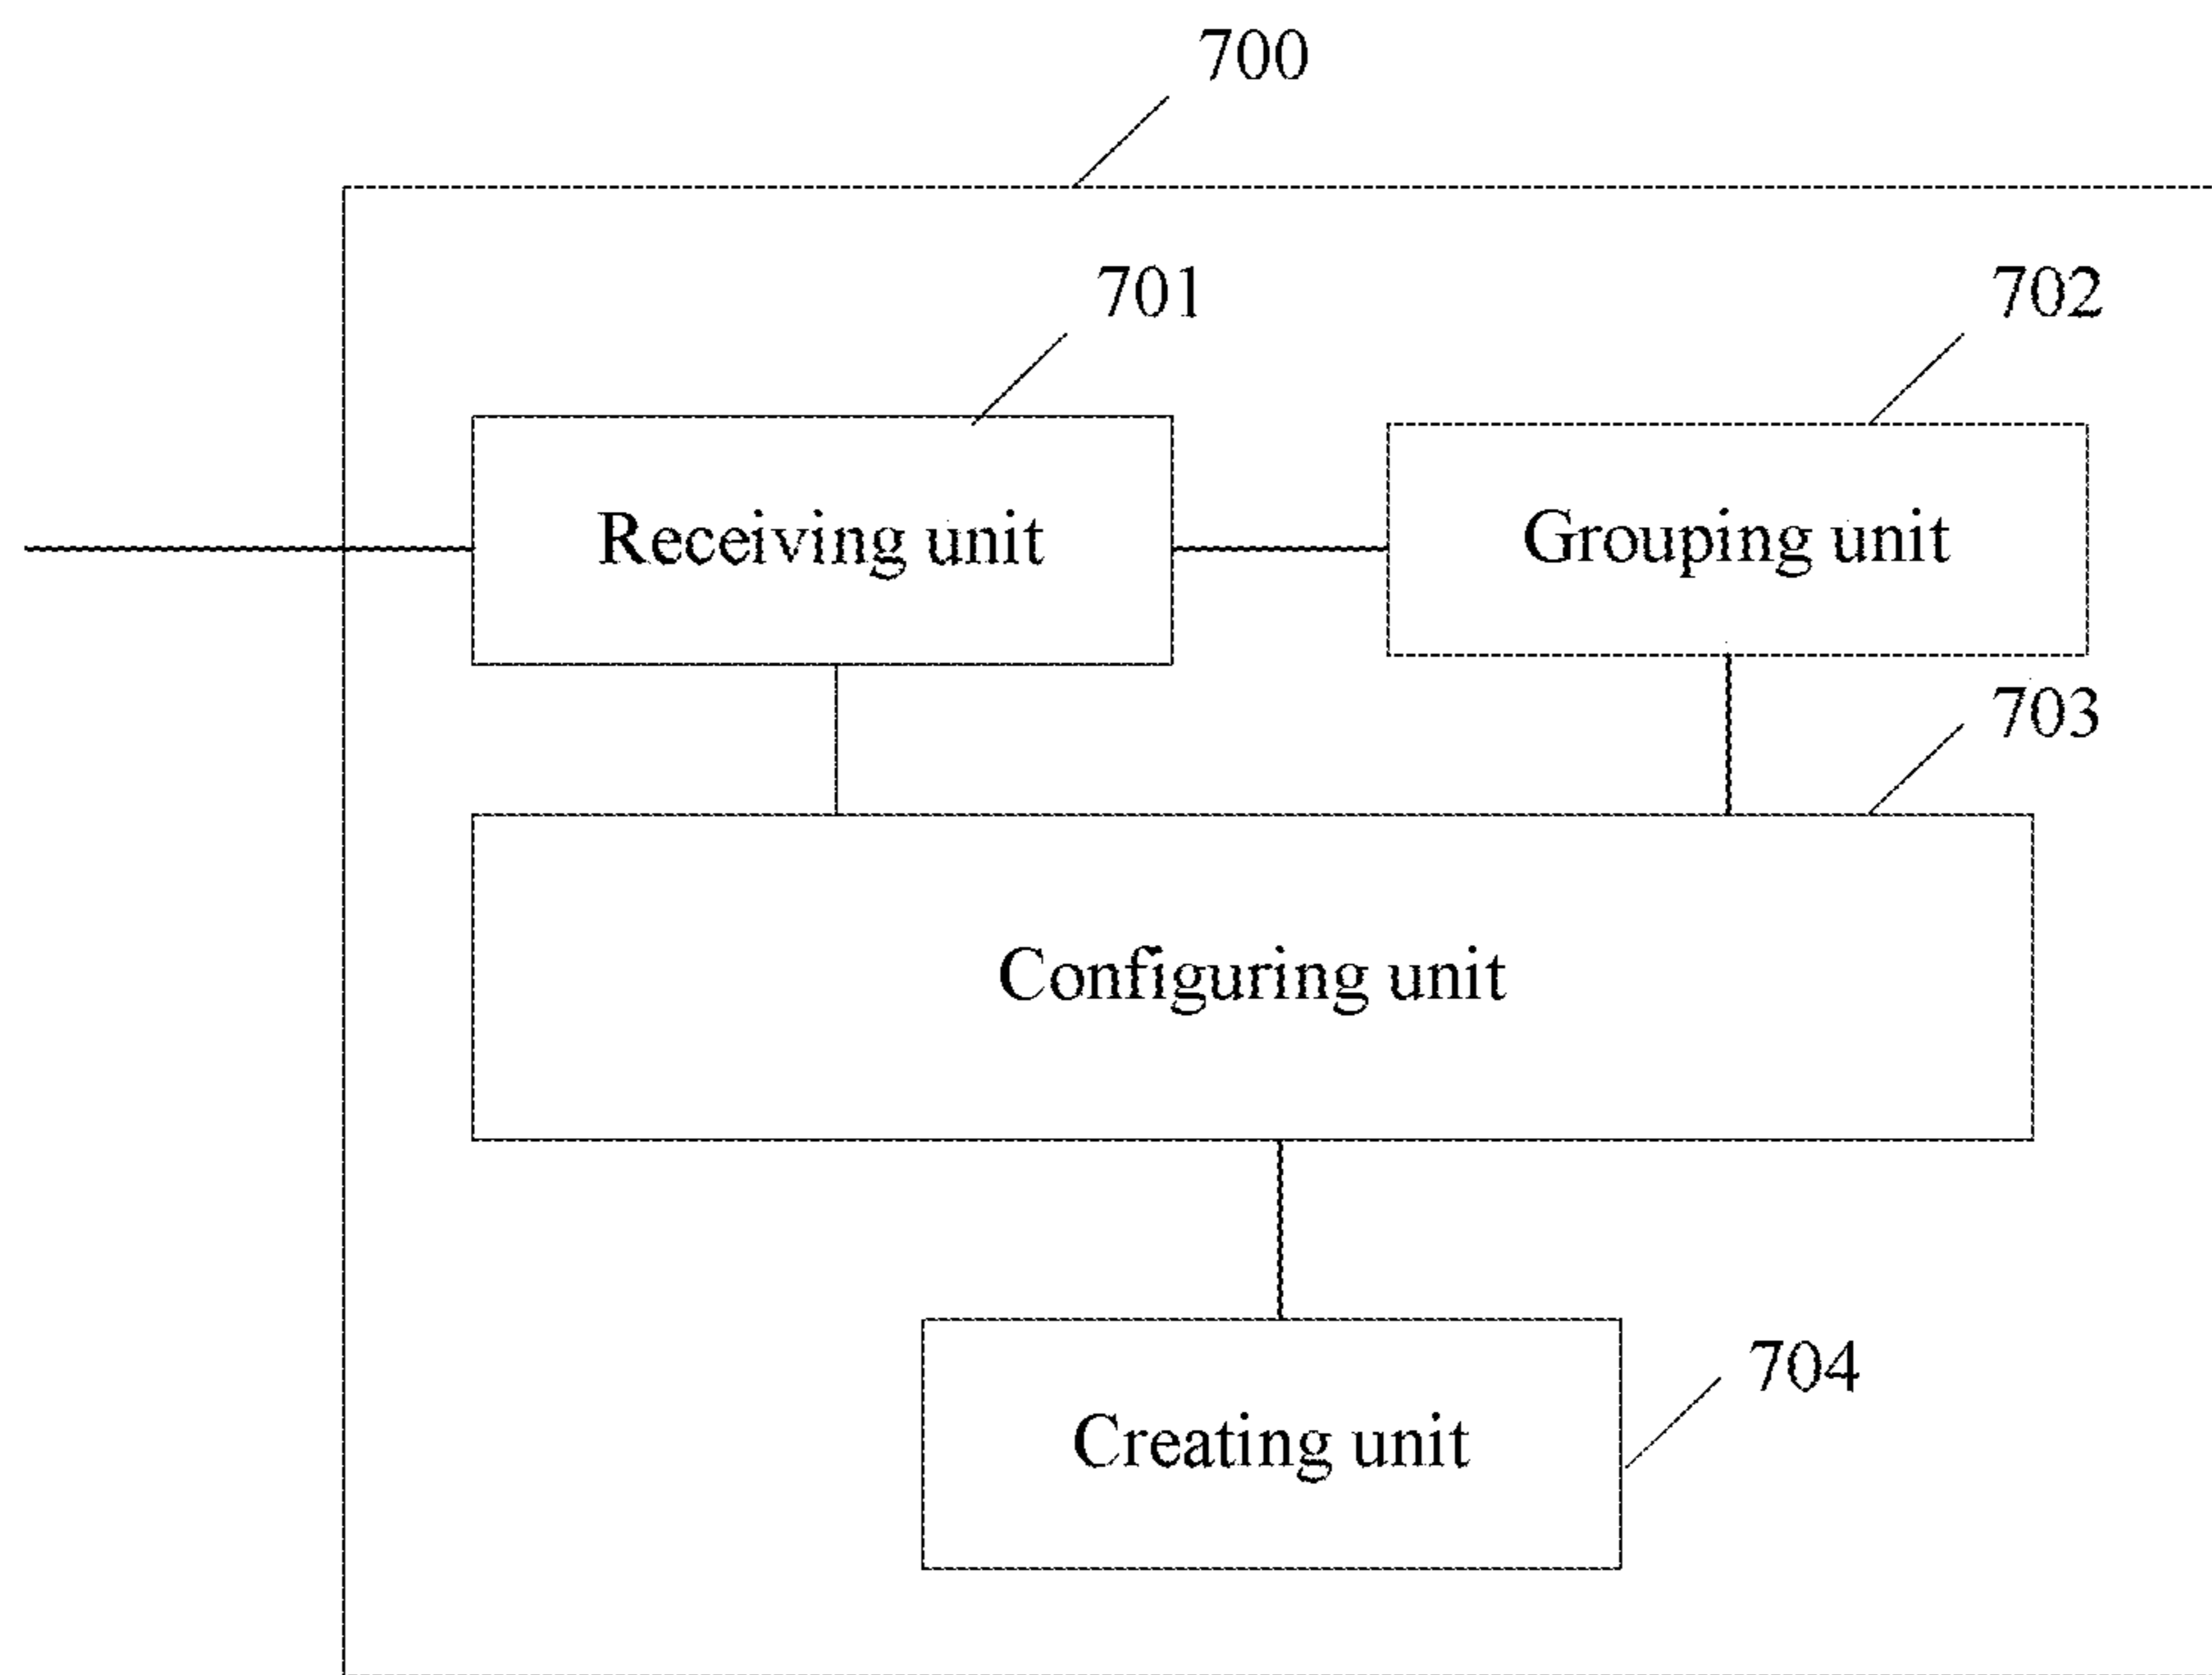 700
701
702
Receiving unit
Grouping unit
703
Configuring unit
704
Creating unit